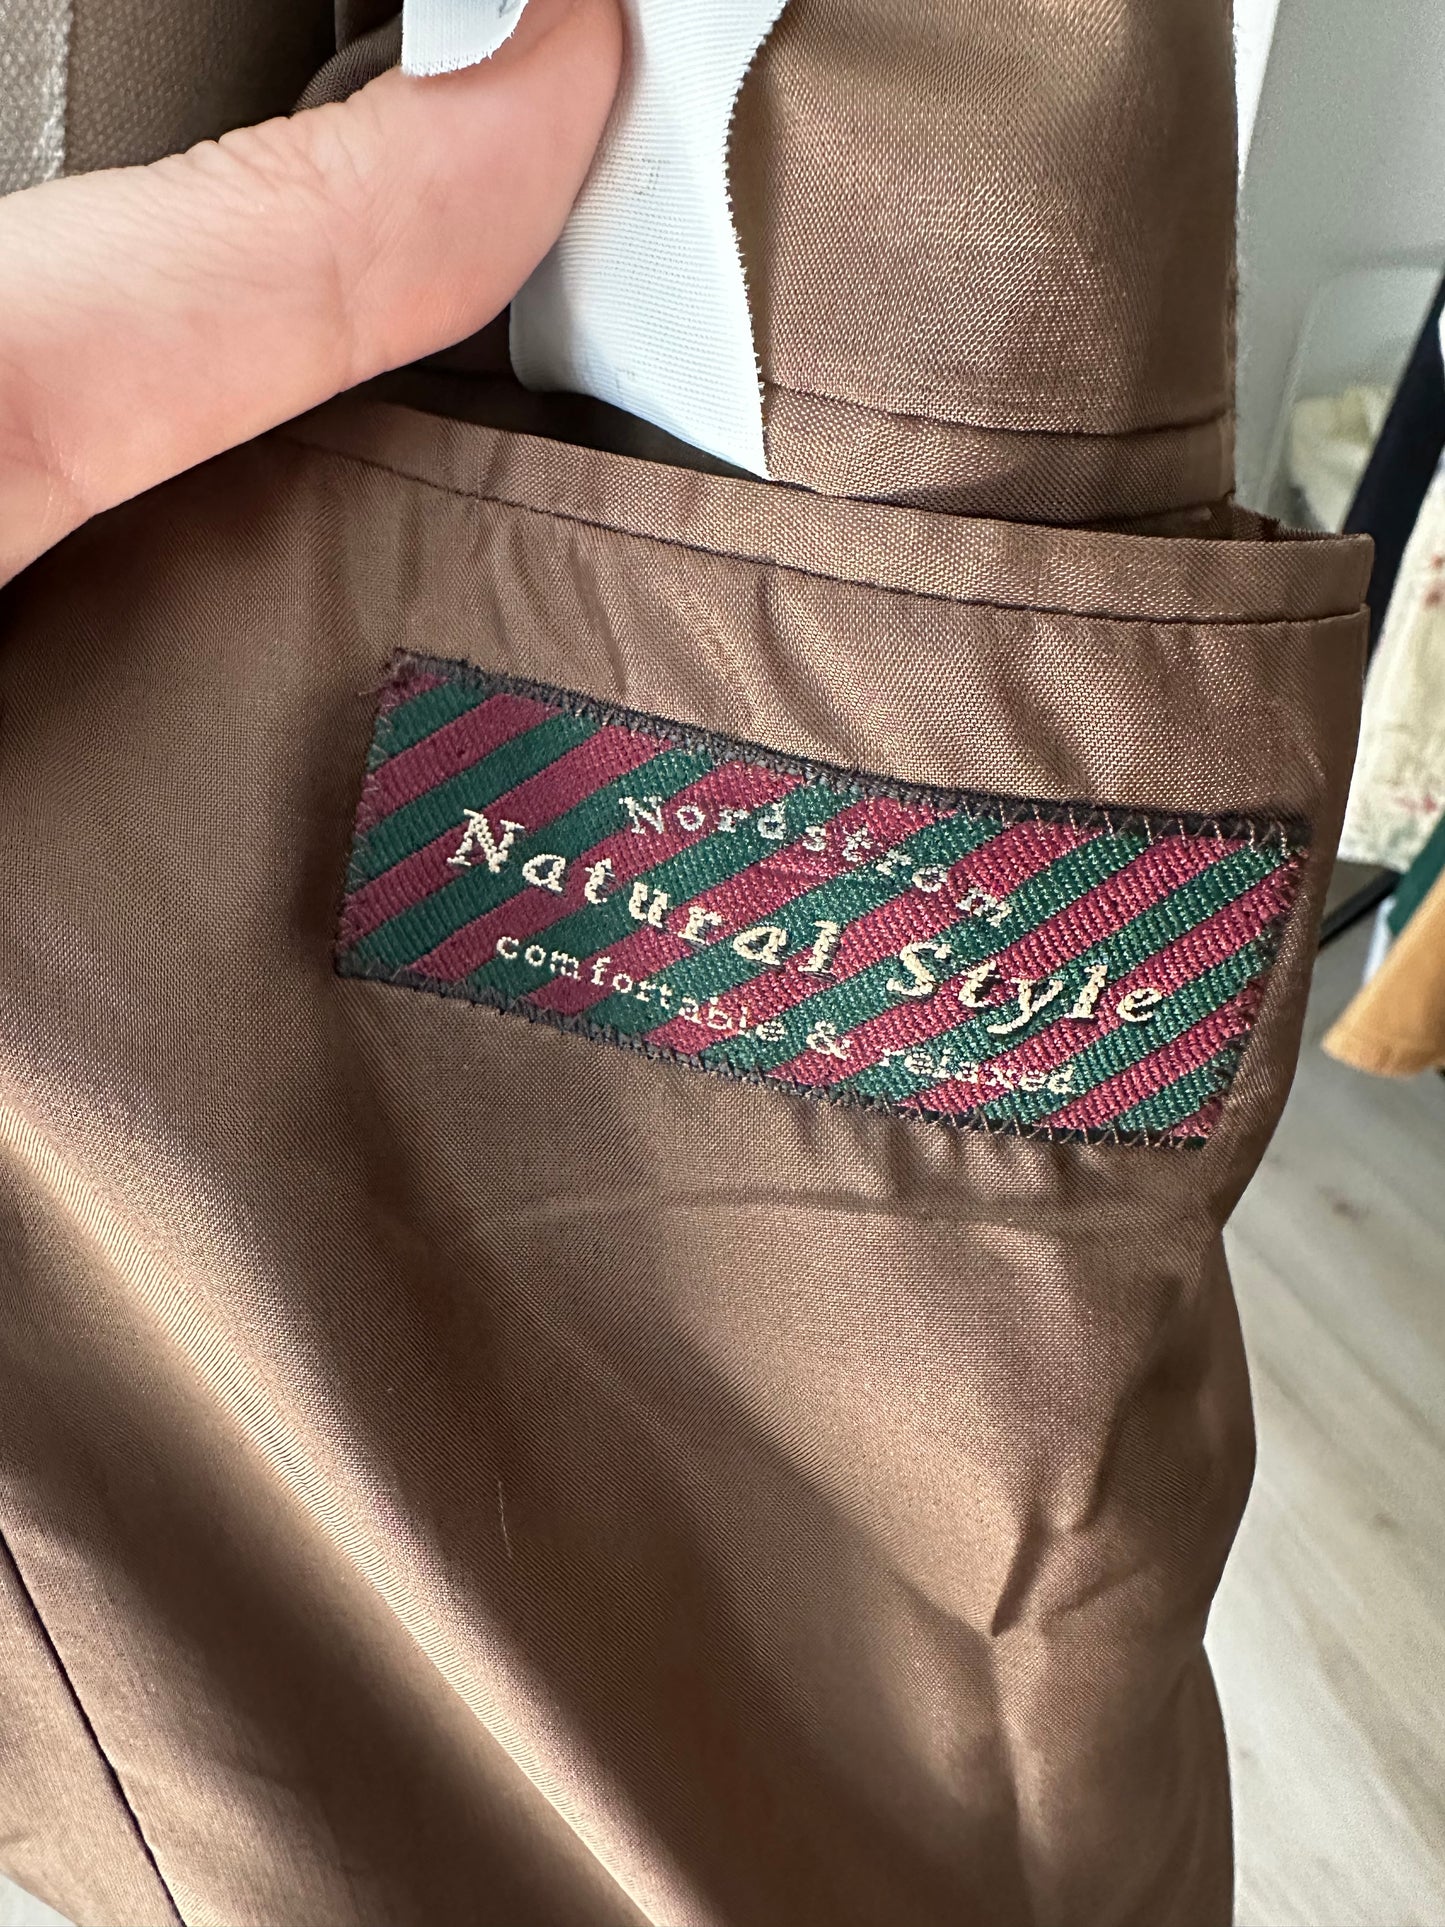 Nordstrom
Natural Style
comfortable & relaxed